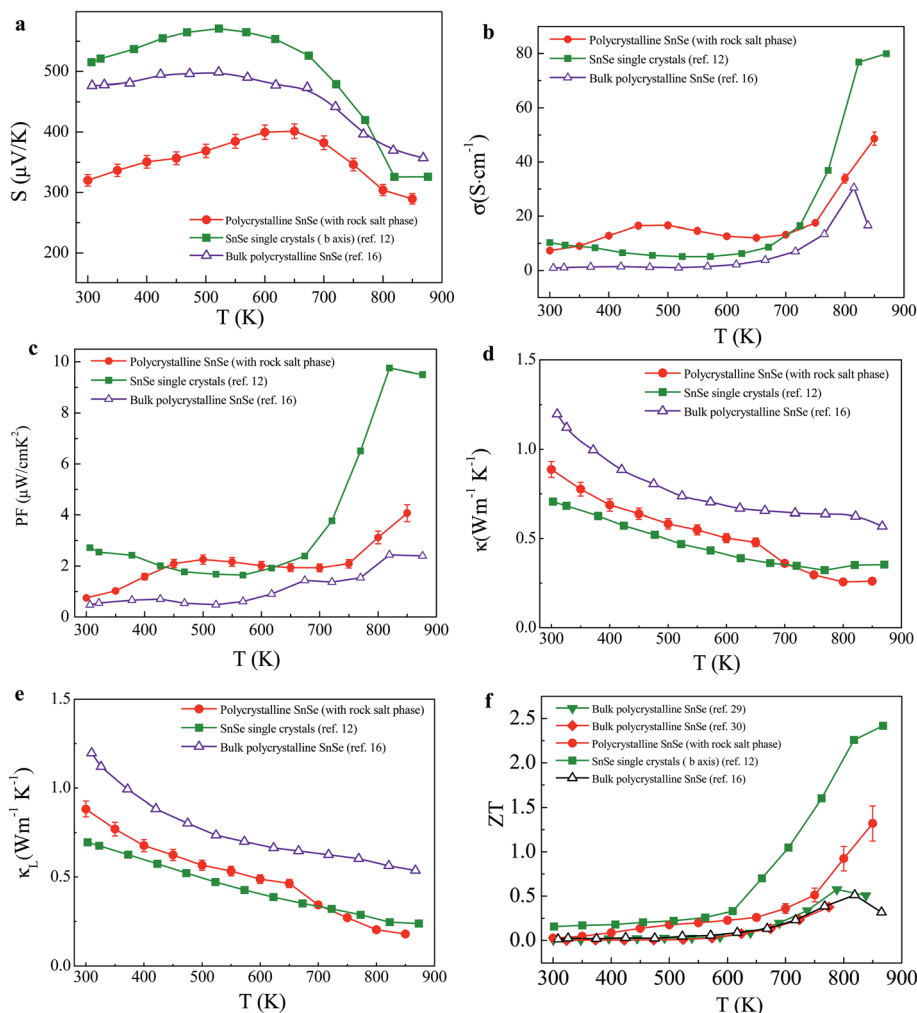 a
S (μV/K)
500
400
300
200
Polycrystalline SnSe (with rock salt phase)
SnSe single crystals ( b axis) (ref. 12)
Bulk polycrystalline SnSe (ref. 16)
300 400 500 600 700 800 900
T (K)
b
σ(S·cm⁻¹)
80
60
40
20
0
Polycrystalline SnSe (with rock salt phase)
SnSe single crystals (ref. 12)
Bulk polycrystalline SnSe (ref. 16)
300 400 500 600 700 800 900
T (K)
c
PF (μW/cmK²)
10
8
6
4
2
0
Polycrystalline SnSe (with rock salt phase)
SnSe single crystals (ref. 12)
Bulk polycrystalline SnSe (ref. 16)
300 400 500 600 700 800 900
T (K)
d
κ(Wm⁻¹ K⁻¹)
1.5
1.0
0.5
0.0
Polycrystalline SnSe (with rock salt phase)
SnSe single crystals (ref. 12)
Bulk polycrystalline SnSe (ref. 16)
300 400 500 600 700 800 900
T (K)
e
κL (Wm⁻¹ K⁻¹)
1.5
1.0
0.5
0.0
Polycrystalline SnSe (with rock salt phase)
SnSe single crystals (ref. 12)
Bulk polycrystalline SnSe (ref. 16)
300 400 500 600 700 800 900
T (K)
f
ZT
2.5
2.0
1.5
1.0
0.5
0.0
Bulk polycrystalline SnSe (ref. 29)
Bulk polycrystalline SnSe (ref. 30)
Polycrystalline SnSe (with rock salt phase)
SnSe single crystals ( b axis) (ref. 12)
Bulk polycrystalline SnSe (ref. 16)
300 400 500 600 700 800 900
T (K)